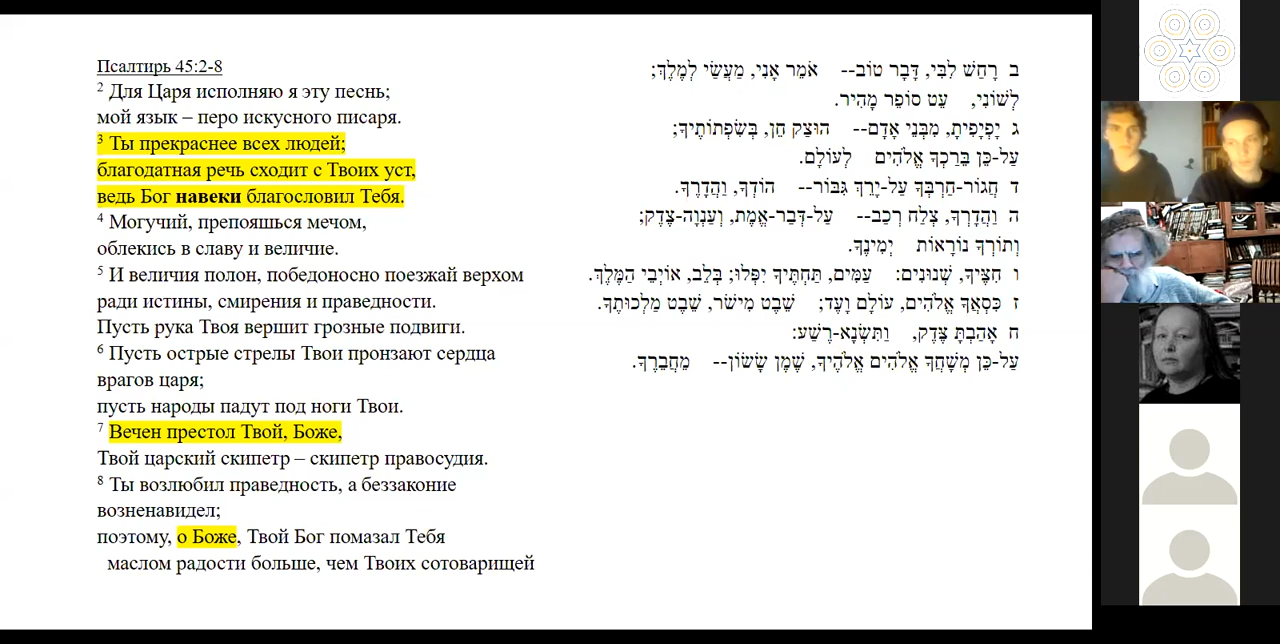 Псалтирь 45:2-8
2 Для Царя исполняю я эту песнь;
мой язык – перо искусного писаря.
3 Ты прекраснее всех людей;
благодатная речь сходит с Твоих уст,
ведь Бог навеки благословил Тебя.
4 Могучий, препояшься мечом,
облекись в славу и величие.
5 И величия полон, победоносно поезжай верхом
ради истины, смирения и праведности.
Пусть рука Твоя вершит грозные подвиги.
6 Пусть острые стрелы Твои пронзают сердца
врагов царя;
пусть народы падут под ноги Твои.
7 Вечен престол Твой, Боже,
Твой царский скипетр – скипетр правосудия.
8 Ты возлюбил праведность, а беззаконие
возненавидел;
поэтому, о Боже, Твой Бог помазал Тебя
маслом радости больше, чем Твоих сотоварищей
ב רָחַשׁ לִבִּי, דָּבָר טוֹב-- אֹמֵר אָנִי, מַעֲשַׂי לְמֶלֶךְ;
לְשׁוֹנִי, עֵט סוֹפֵר מָהִיר.
ג יָפְיָפִיתָ, מִבְּנֵי אָדָם-- הוּצַק חֵן, בְּשִׂפְתוֹתֶיךָ;
עַל-כֵּן בֵּרַכְךָ אֱלֹהִים לְעוֹלָם.
ד חֲגוֹר-חַרְבְּךָ עַל-יָרֵךְ גִּבּוֹר-- הוֹדְךָ, וַהֲדָרֶךָ.
ה וַהֲדָרְךָ, צְלַח רְכַב-- עַל-דְּבַר-אֱמֶת, וְעַנְוָה-צֶדֶק;
וְתוֹרְךָ נוֹרָאוֹת יְמִינֶךָ.
ו חִצֶּיךָ, שְׁנוּנִים: עַמִּים, תַּחְתֶּיךָ יִפְּלוּ; בְּלֵב, אוֹיְבֵי הַמֶּלֶךְ.
ז כִּסְאֲךָ אֱלֹהִים, עוֹלָם וָעֶד; שֵׁבֶט מִישֹׁר, שֵׁבֶט מַלְכוּתֶךָ.
ח אָהַבְתָּ צֶּדֶק, וַתִּשְׂנָא-רֶשַׁע:
עַל-כֵּן מְשָׁחֲךָ אֱלֹהִים אֱלֹהֶיךָ, שֶׁמֶן שָׂשׂוֹן-- מֵחֲבֵרֶךָ.